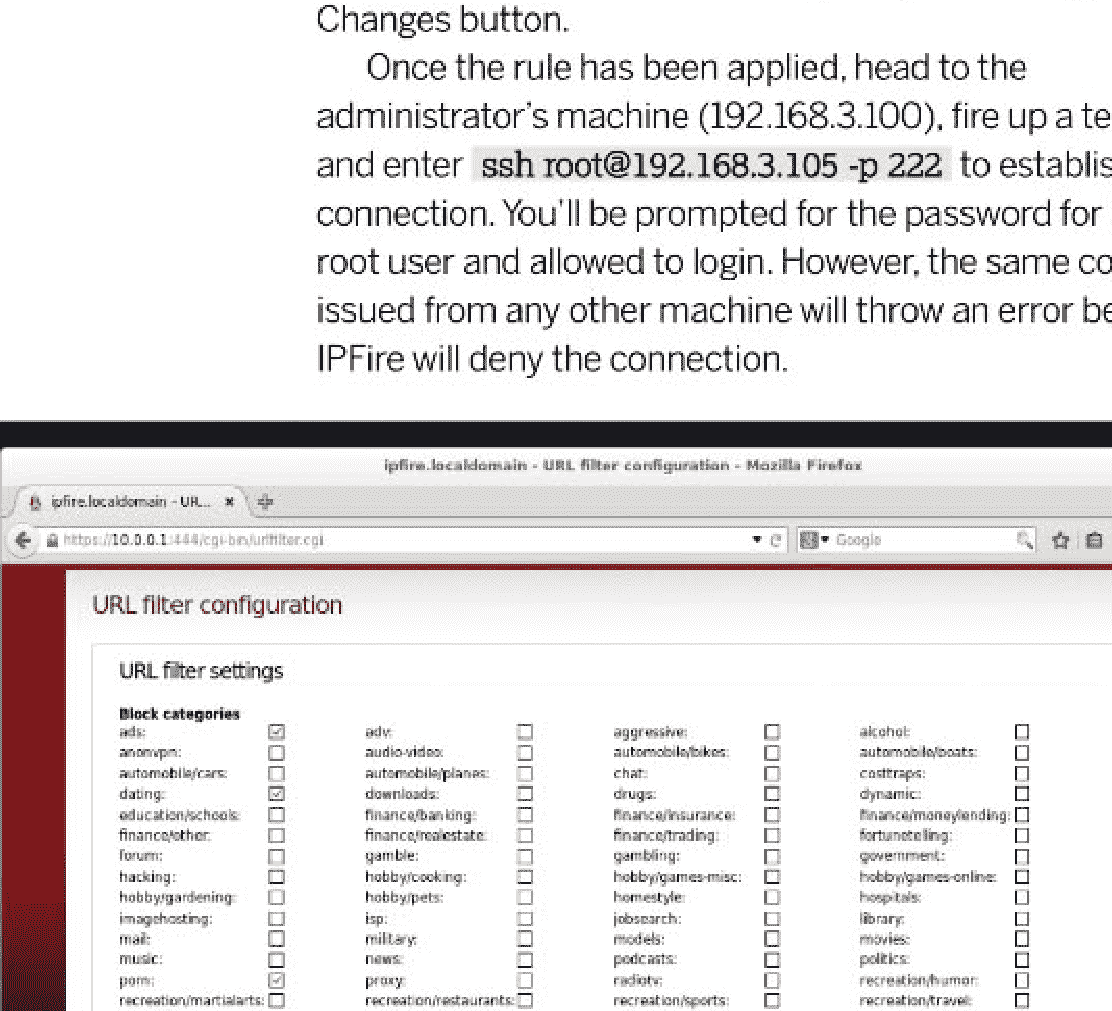 Changes button.
Once the rule has been applied, head to the
administrator's machine (192.168.3.100), fire up a te
and enter ssh root@192.168.3.105 -p 222 to establis
connection. You'll be prompted for the password for
root user and allowed to login. However, the same co
issued from any other machine will throw an error be
IPFire will deny the connection.
ipfire.localdomain - URL filter configuration - Mozilla Firefox
ipfire.localdomain - UR...
https://10.0.0.1:444/cgi-bin/urlfilter.cgi Google
URL filter configuration
URL filter settings
Block categories
ads: adv: aggressive: alcohol:
anonvpn: audio-video: automobile/bikes: automobile/boats:
automobile/cars: automobile/planes: chat: costtraps:
dating: downloads: drugs: dynamic:
education/schools: finance/banking: finance/insurance: finance/moneylending:
finance/other: finance/realestate: finance/trading: fortunetelling:
forum: gamble: gambling: government:
hacking: hobby/cooking: hobby/games-misc: hobby/games-online:
hobby/gardening: hobby/pets: homestyle: hospitals:
imagehosting: isp: jobsearch: library:
mail: military: models: movies:
music: news: podcasts: politics:
porn: proxy: radiotv: recreation/humor:
recreation/martialarts: recreation/restaurants: recreation/sports: recreation/travel: